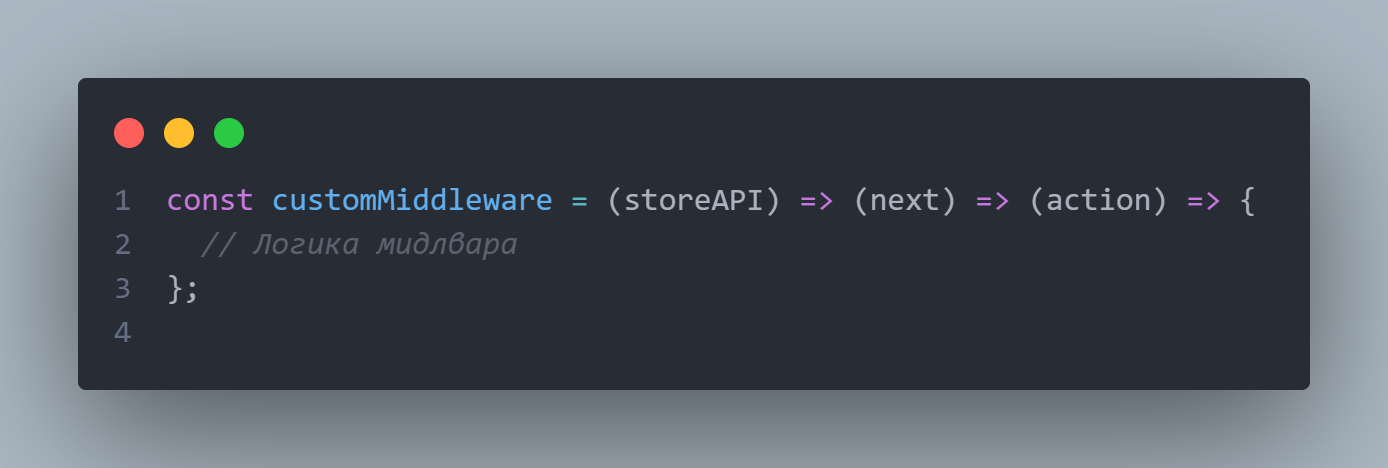 1 const customMiddleware = (storeAPI) => (next) => (action) => {
2   // Логика мидлвара
3 };
4